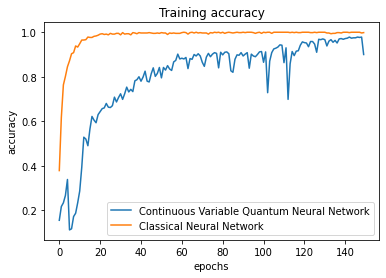 Training accuracy
1.0
0.8
0.6
0.4
0.2
accuracy
Continuous Variable Quantum Neural Network
Classical Neural Network
0 20 40 60 80 100 120 140
epochs